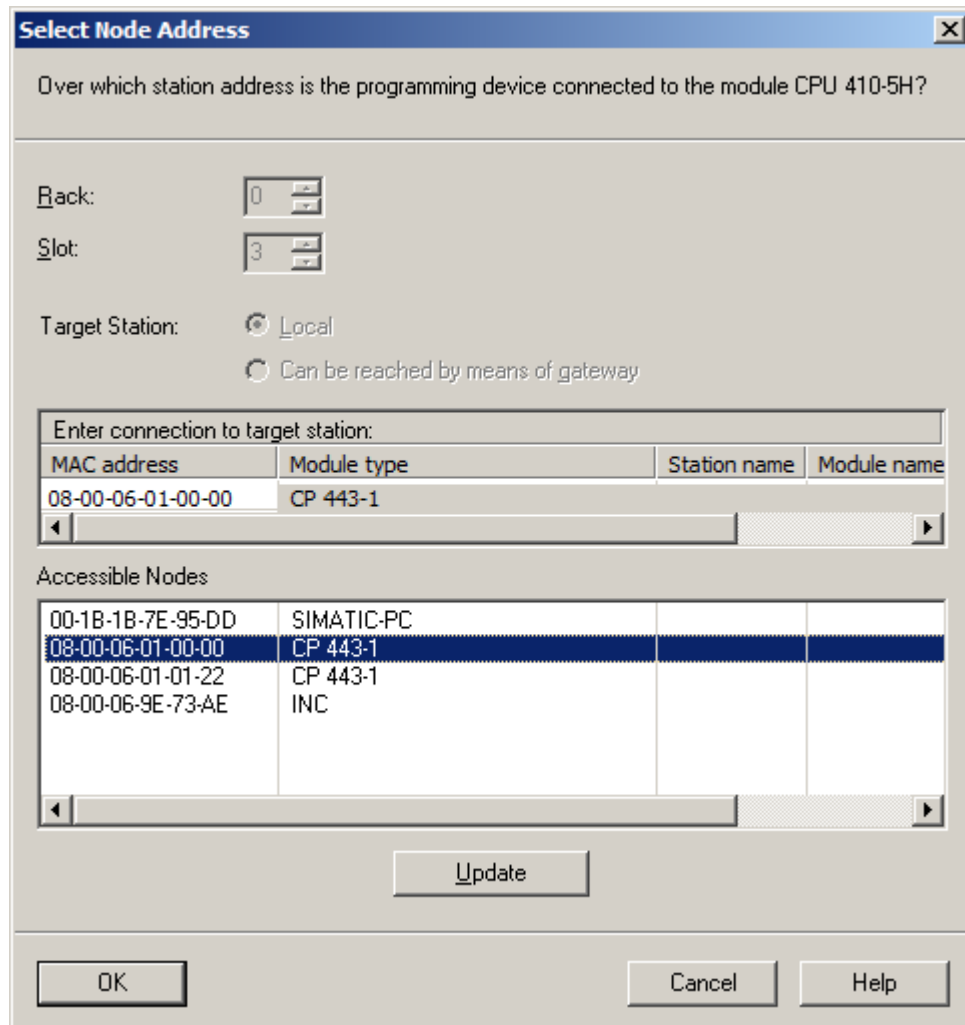 Select Node Address
Over which station address is the programming device connected to the module CPU 410-5H?
Rack: 0
Slot: 3
Target Station: Local
Can be reached by means of gateway
Enter connection to target station:
MAC address Module type Station name Module name
08-00-06-01-00-00 CP 443-1
Accessible Nodes
00-1B-1B-7E-95-DD SIMATIC-PC
08-00-06-01-00-00 CP 443-1
08-00-06-01-01-22 CP 443-1
08-00-06-9E-73-AE INC
Update
OK Cancel Help